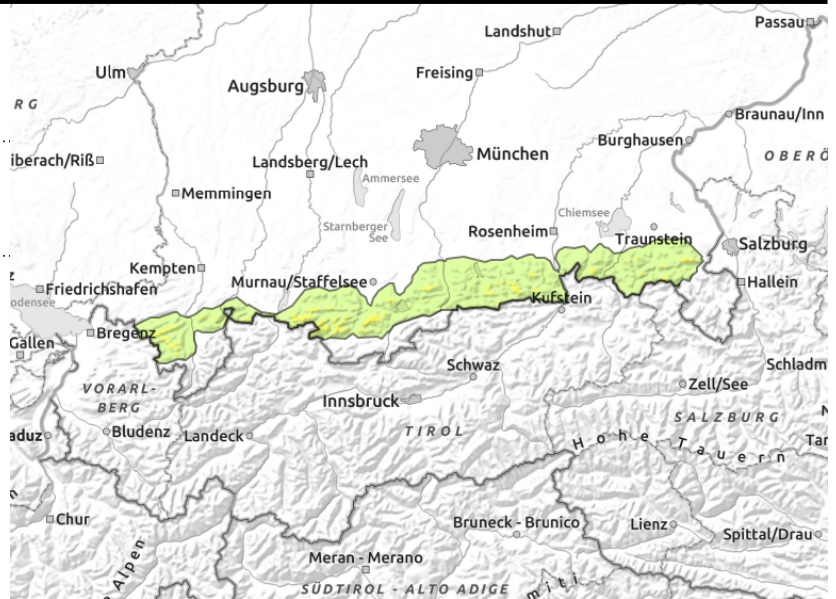 Passau
Landshut
Ulm
Augsburg
Freising
RG
Braunau/Inn
Burghausen
OBERÖ
iberach/Riß
Landsberg/Lech
München
Ammersee
Memmingen
Starnberger
See
Chiemsee
Rosenheim
Traunstein
Salzburg
Kempten
Murnau/Staffelsee
Hallein
Friedrichshafen
odensee
Kufstein
Bregenz
Gallen
Schwaz
Schladm
VORARL-
BERG
Innsbruck
Zell/See
SALZBURG
TIROL
Bludenz
Landeck
aduz
Hohe Tauern
Tam
Chur
Bruneck - Brunico
Lienz
Spittal/Drau
Alpen
Meran - Merano
SÜDTIROL - ALTO ADIGE
miti